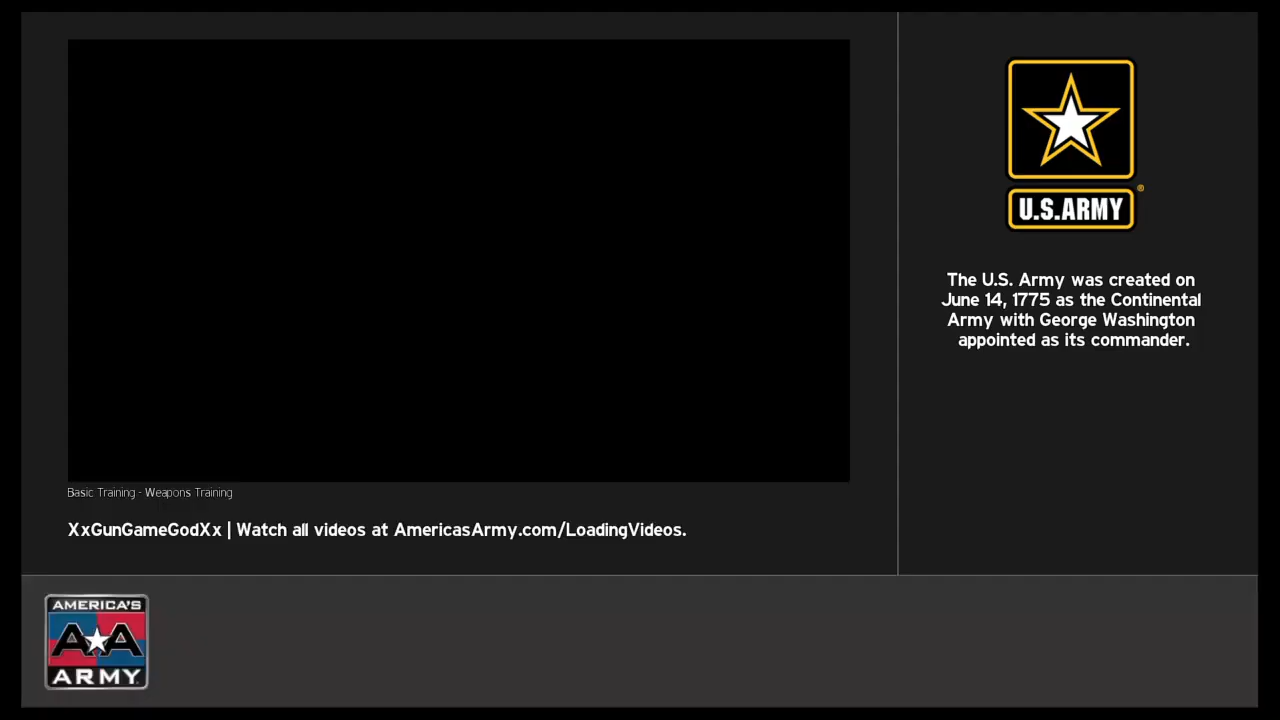 Basic Training - Weapons Training
XxGunGameGodXx | Watch all videos at AmericasArmy.com/LoadingVideos.
U.S.ARMY®
The U.S. Army was created on
June 14, 1775 as the Continental
Army with George Washington
appointed as its commander.
AMERICA'S
AA
ARMY